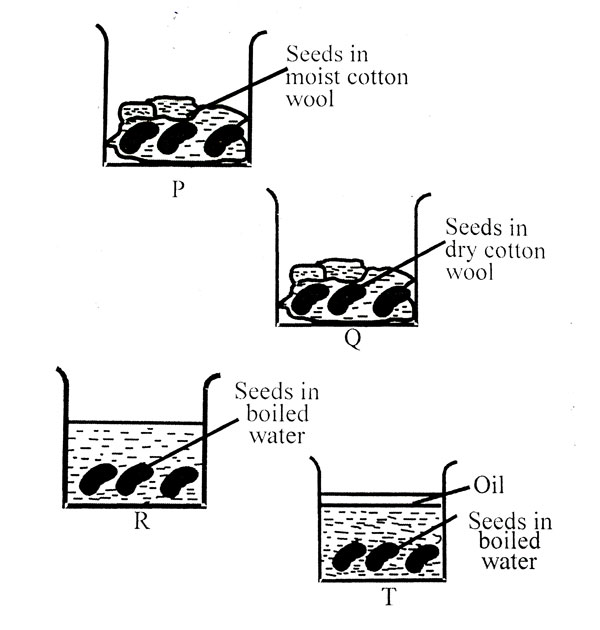 Seeds in
moist cotton
wool
P
Seeds in
dry cotton
wool
Q
Seeds in
boiled
water
R
Oil
Seeds in
boiled
water
T